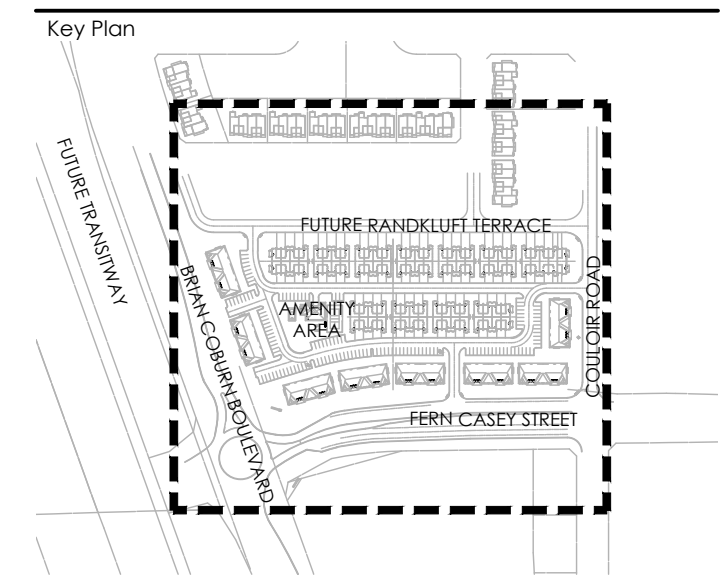 Key Plan
FUTURE TRANSITWAY
FUTURE RANDKLUFT TERRACE
BRIAN COBURN BOULEVARD
AMENITY
AREA
COULOIR ROAD
FERN CASEY STREET